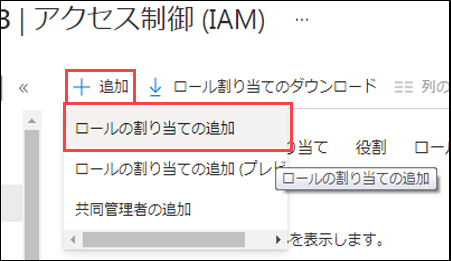 3 | アクセス制御 (IAM) ...
« + 追加 ロール割り当てのダウンロード 列の
ロールの割り当ての追加
り当て 役割 ロー
ロールの割り当ての追加 (プレビ
ロールの割り当ての追加
共同管理者の追加
を表示します。